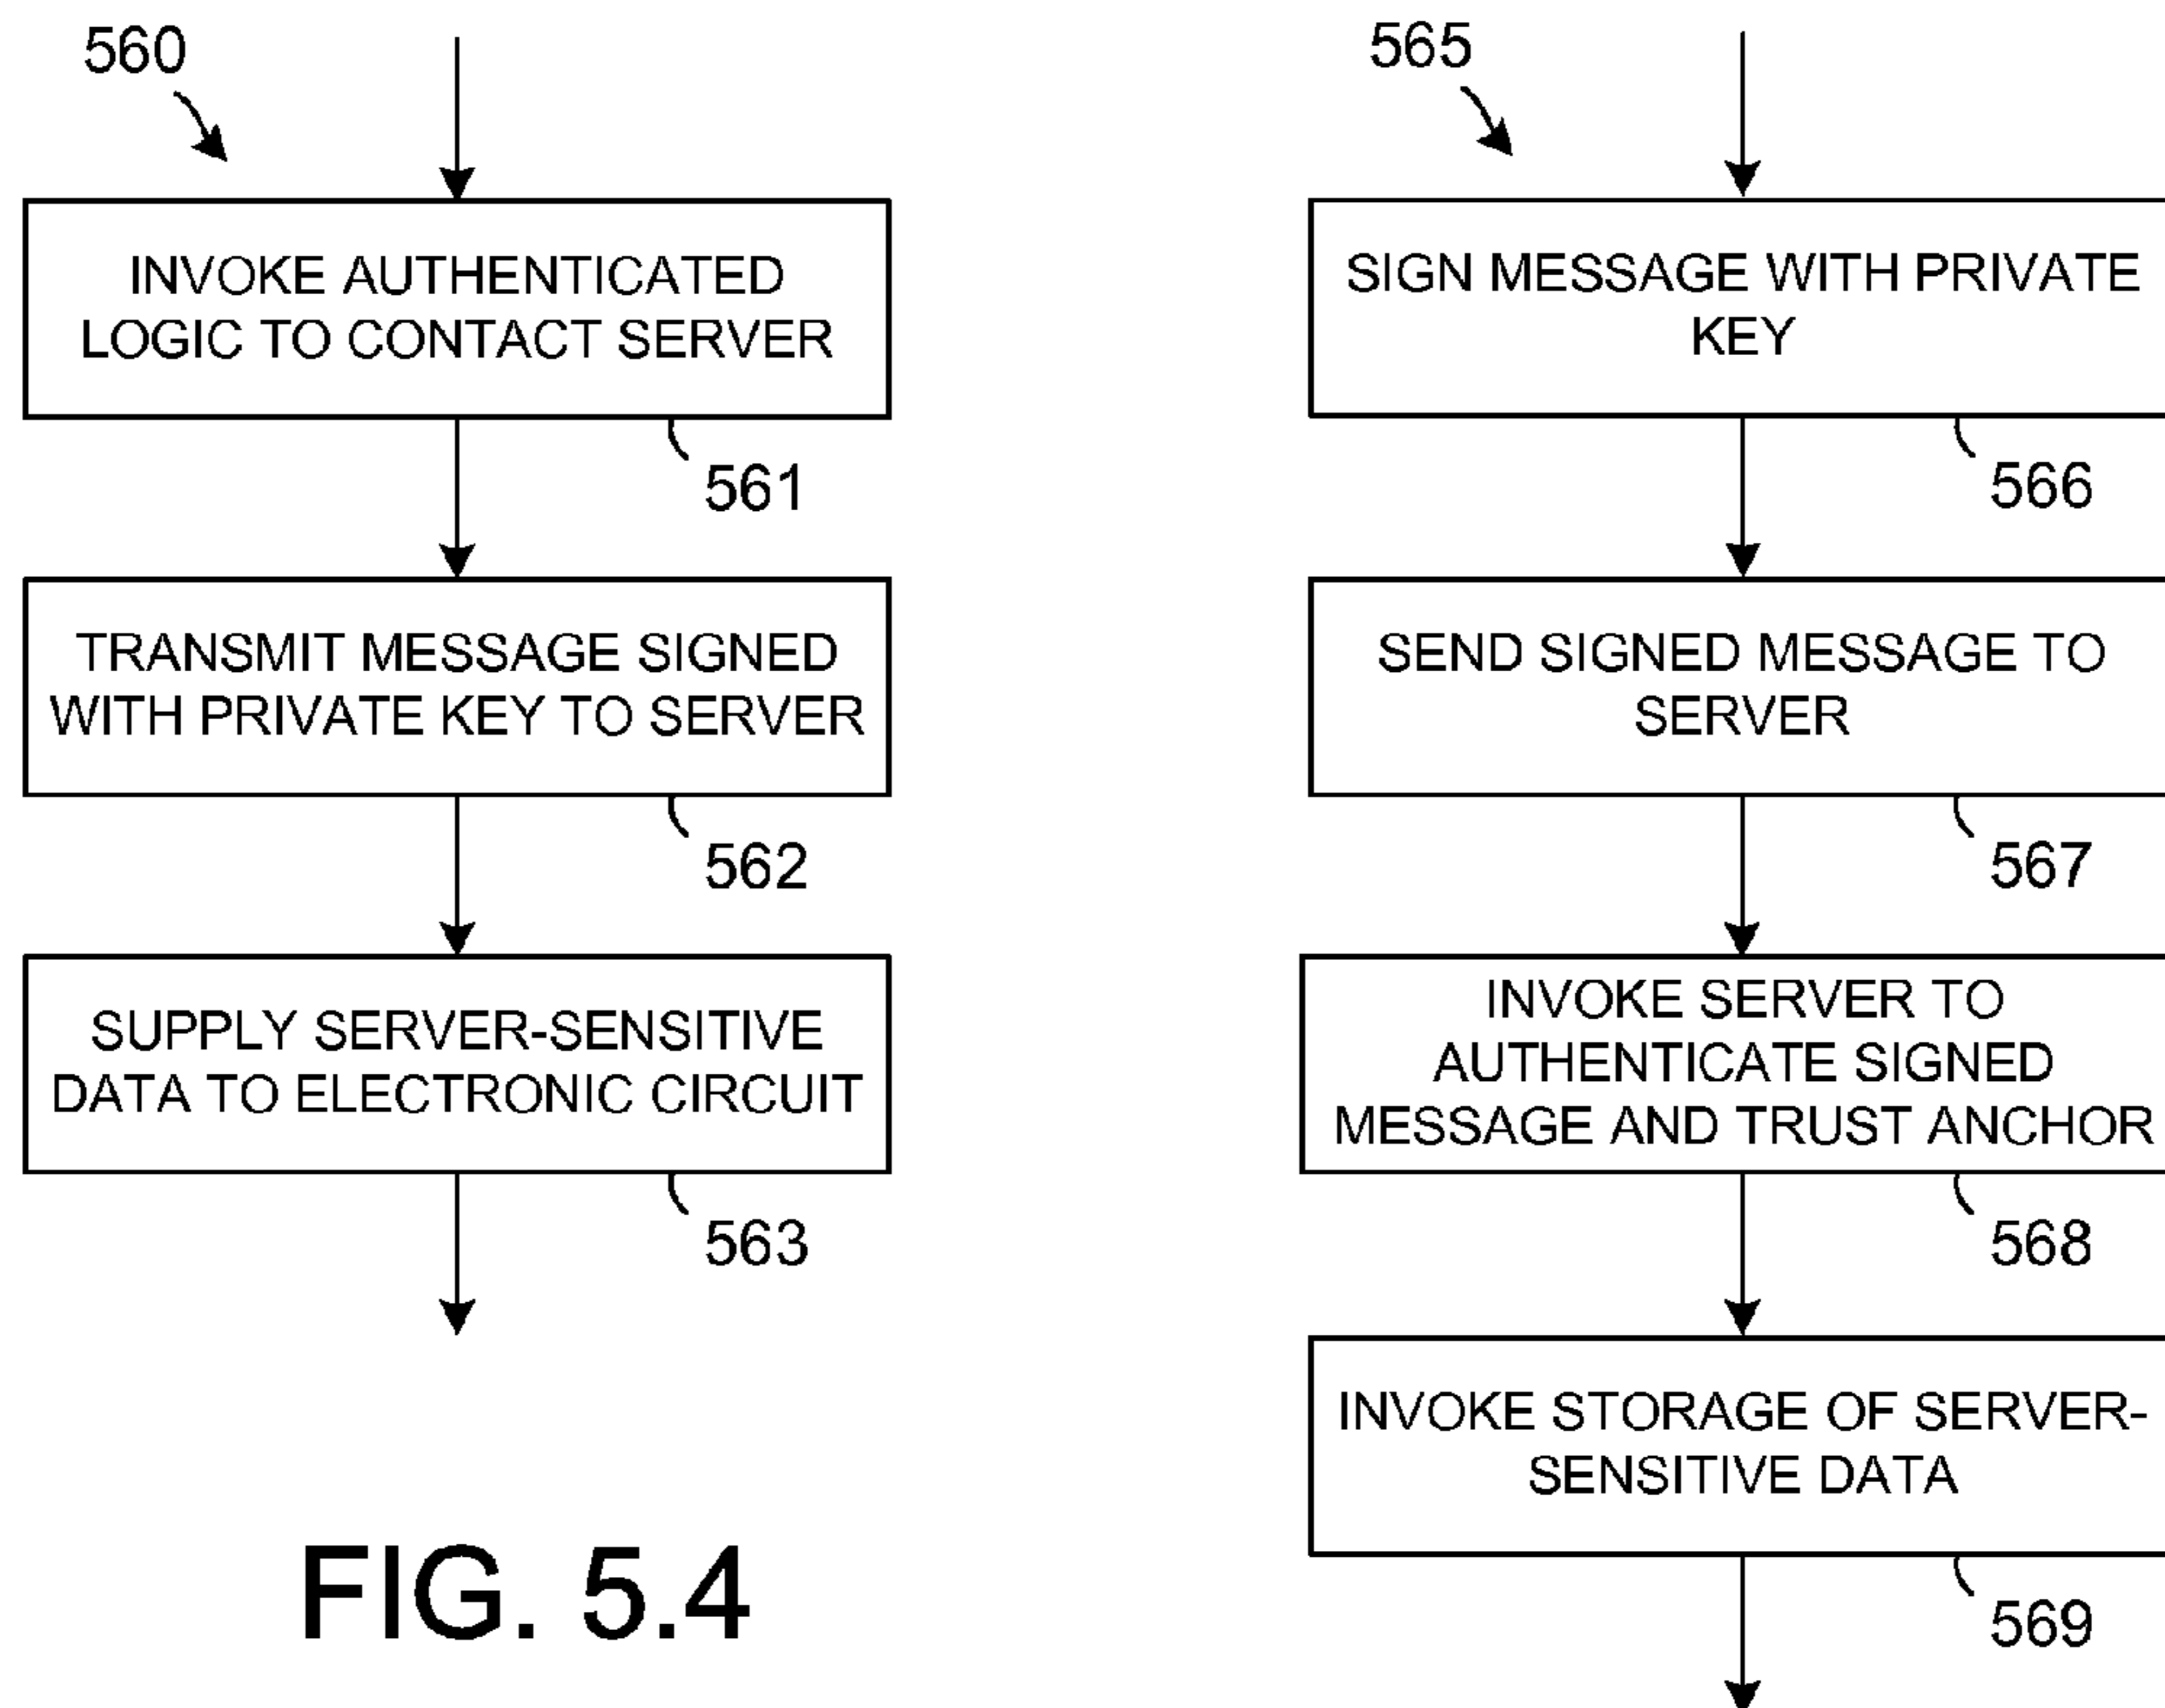 560
INVOKE AUTHENTICATED
LOGIC TO CONTACT SERVER
561
TRANSMIT MESSAGE SIGNED
WITH PRIVATE KEY TO SERVER
562
SUPPLY SERVER-SENSITIVE
DATA TO ELECTRONIC CIRCUIT
563
FIG. 5.4
565
SIGN MESSAGE WITH PRIVATE
KEY
566
SEND SIGNED MESSAGE TO
SERVER
567
INVOKE SERVER TO
AUTHENTICATE SIGNED
MESSAGE AND TRUST ANCHOR
568
INVOKE STORAGE OF SERVER-
SENSITIVE DATA
569